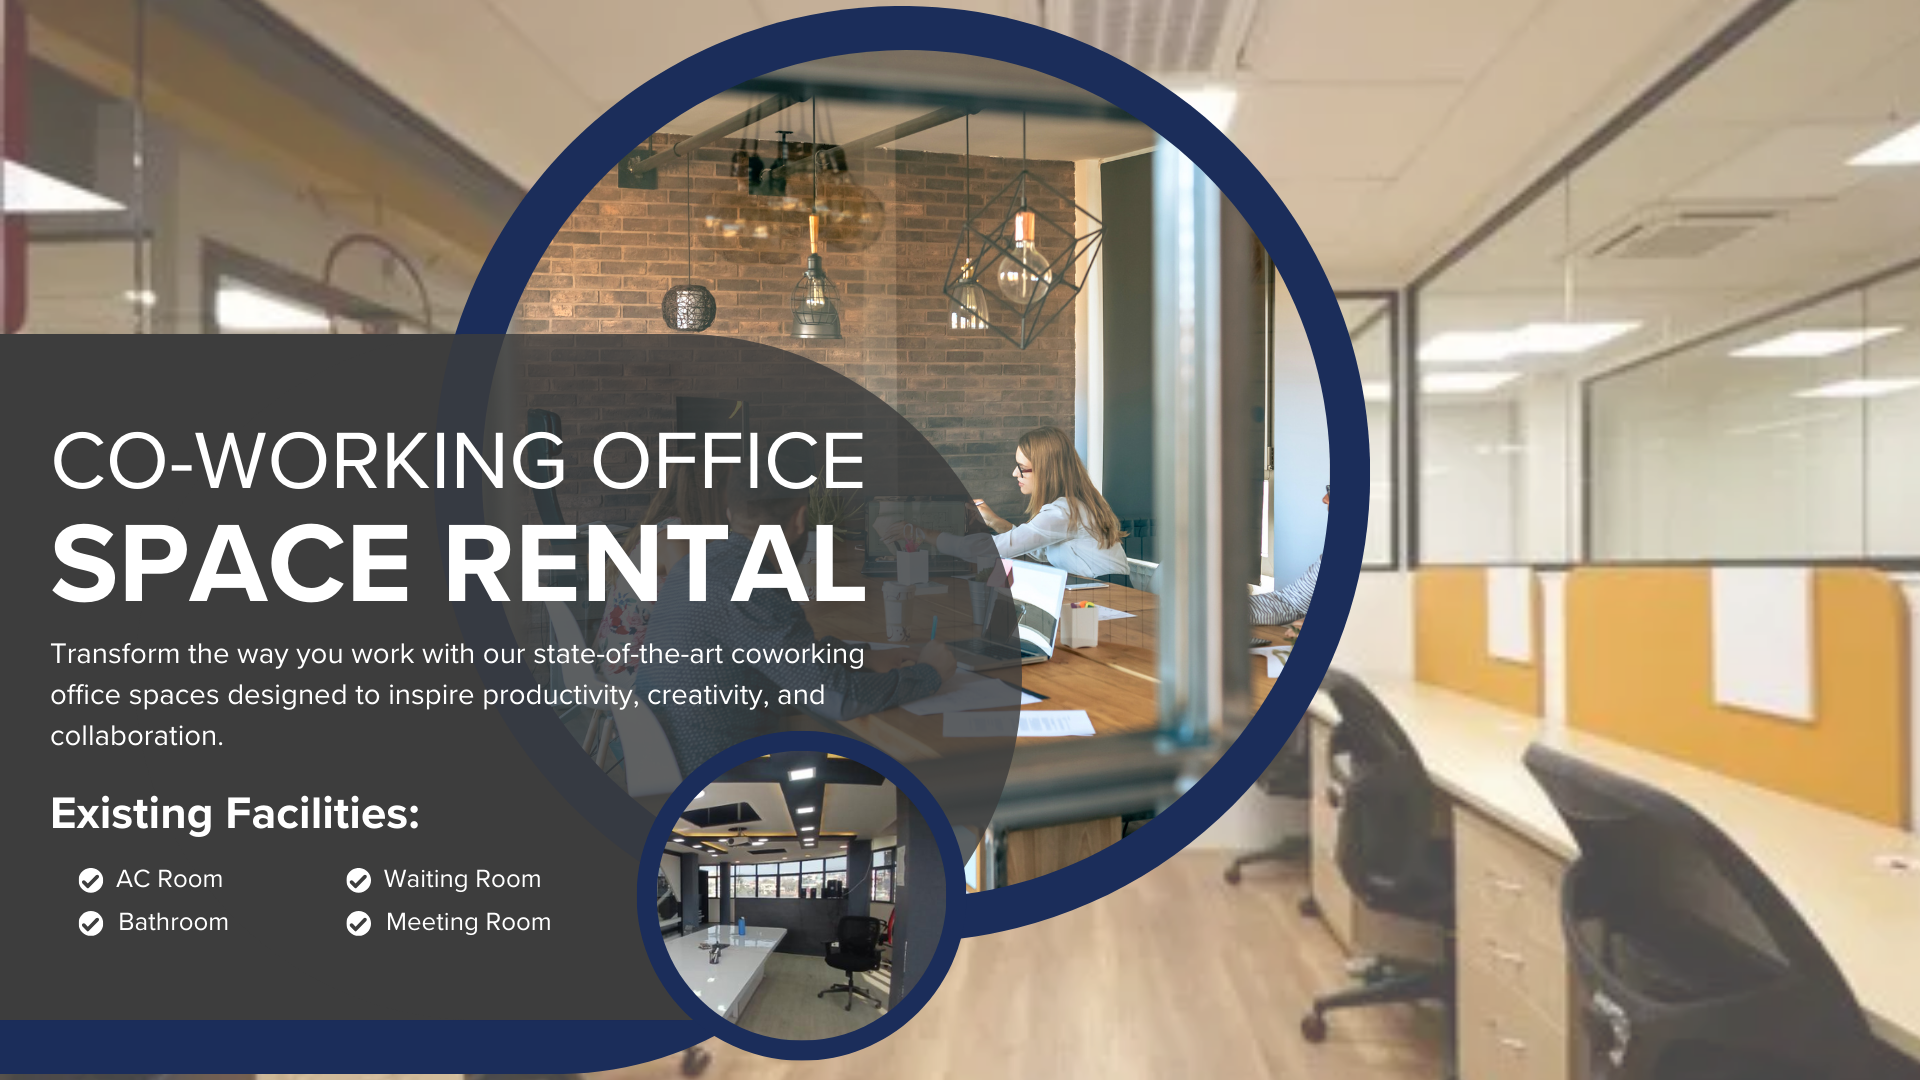 CO-WORKING OFFICE
SPACE RENTAL
Transform the way you work with our state-of-the-art coworking
office spaces designed to inspire productivity, creativity, and
collaboration.
Existing Facilities:
AC Room
Waiting Room
Bathroom
Meeting Room